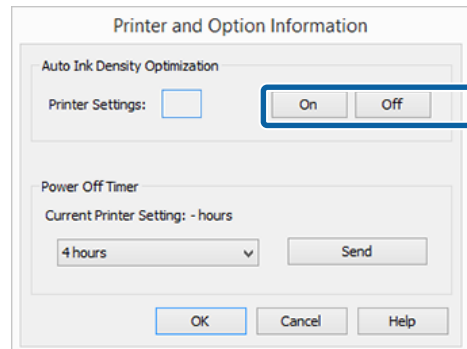 Printer and Option Information
Auto Ink Density Optimization
Printer Settings: On Off
Power Off Timer
Current Printer Setting: - hours
4 hours Send
OK Cancel Help